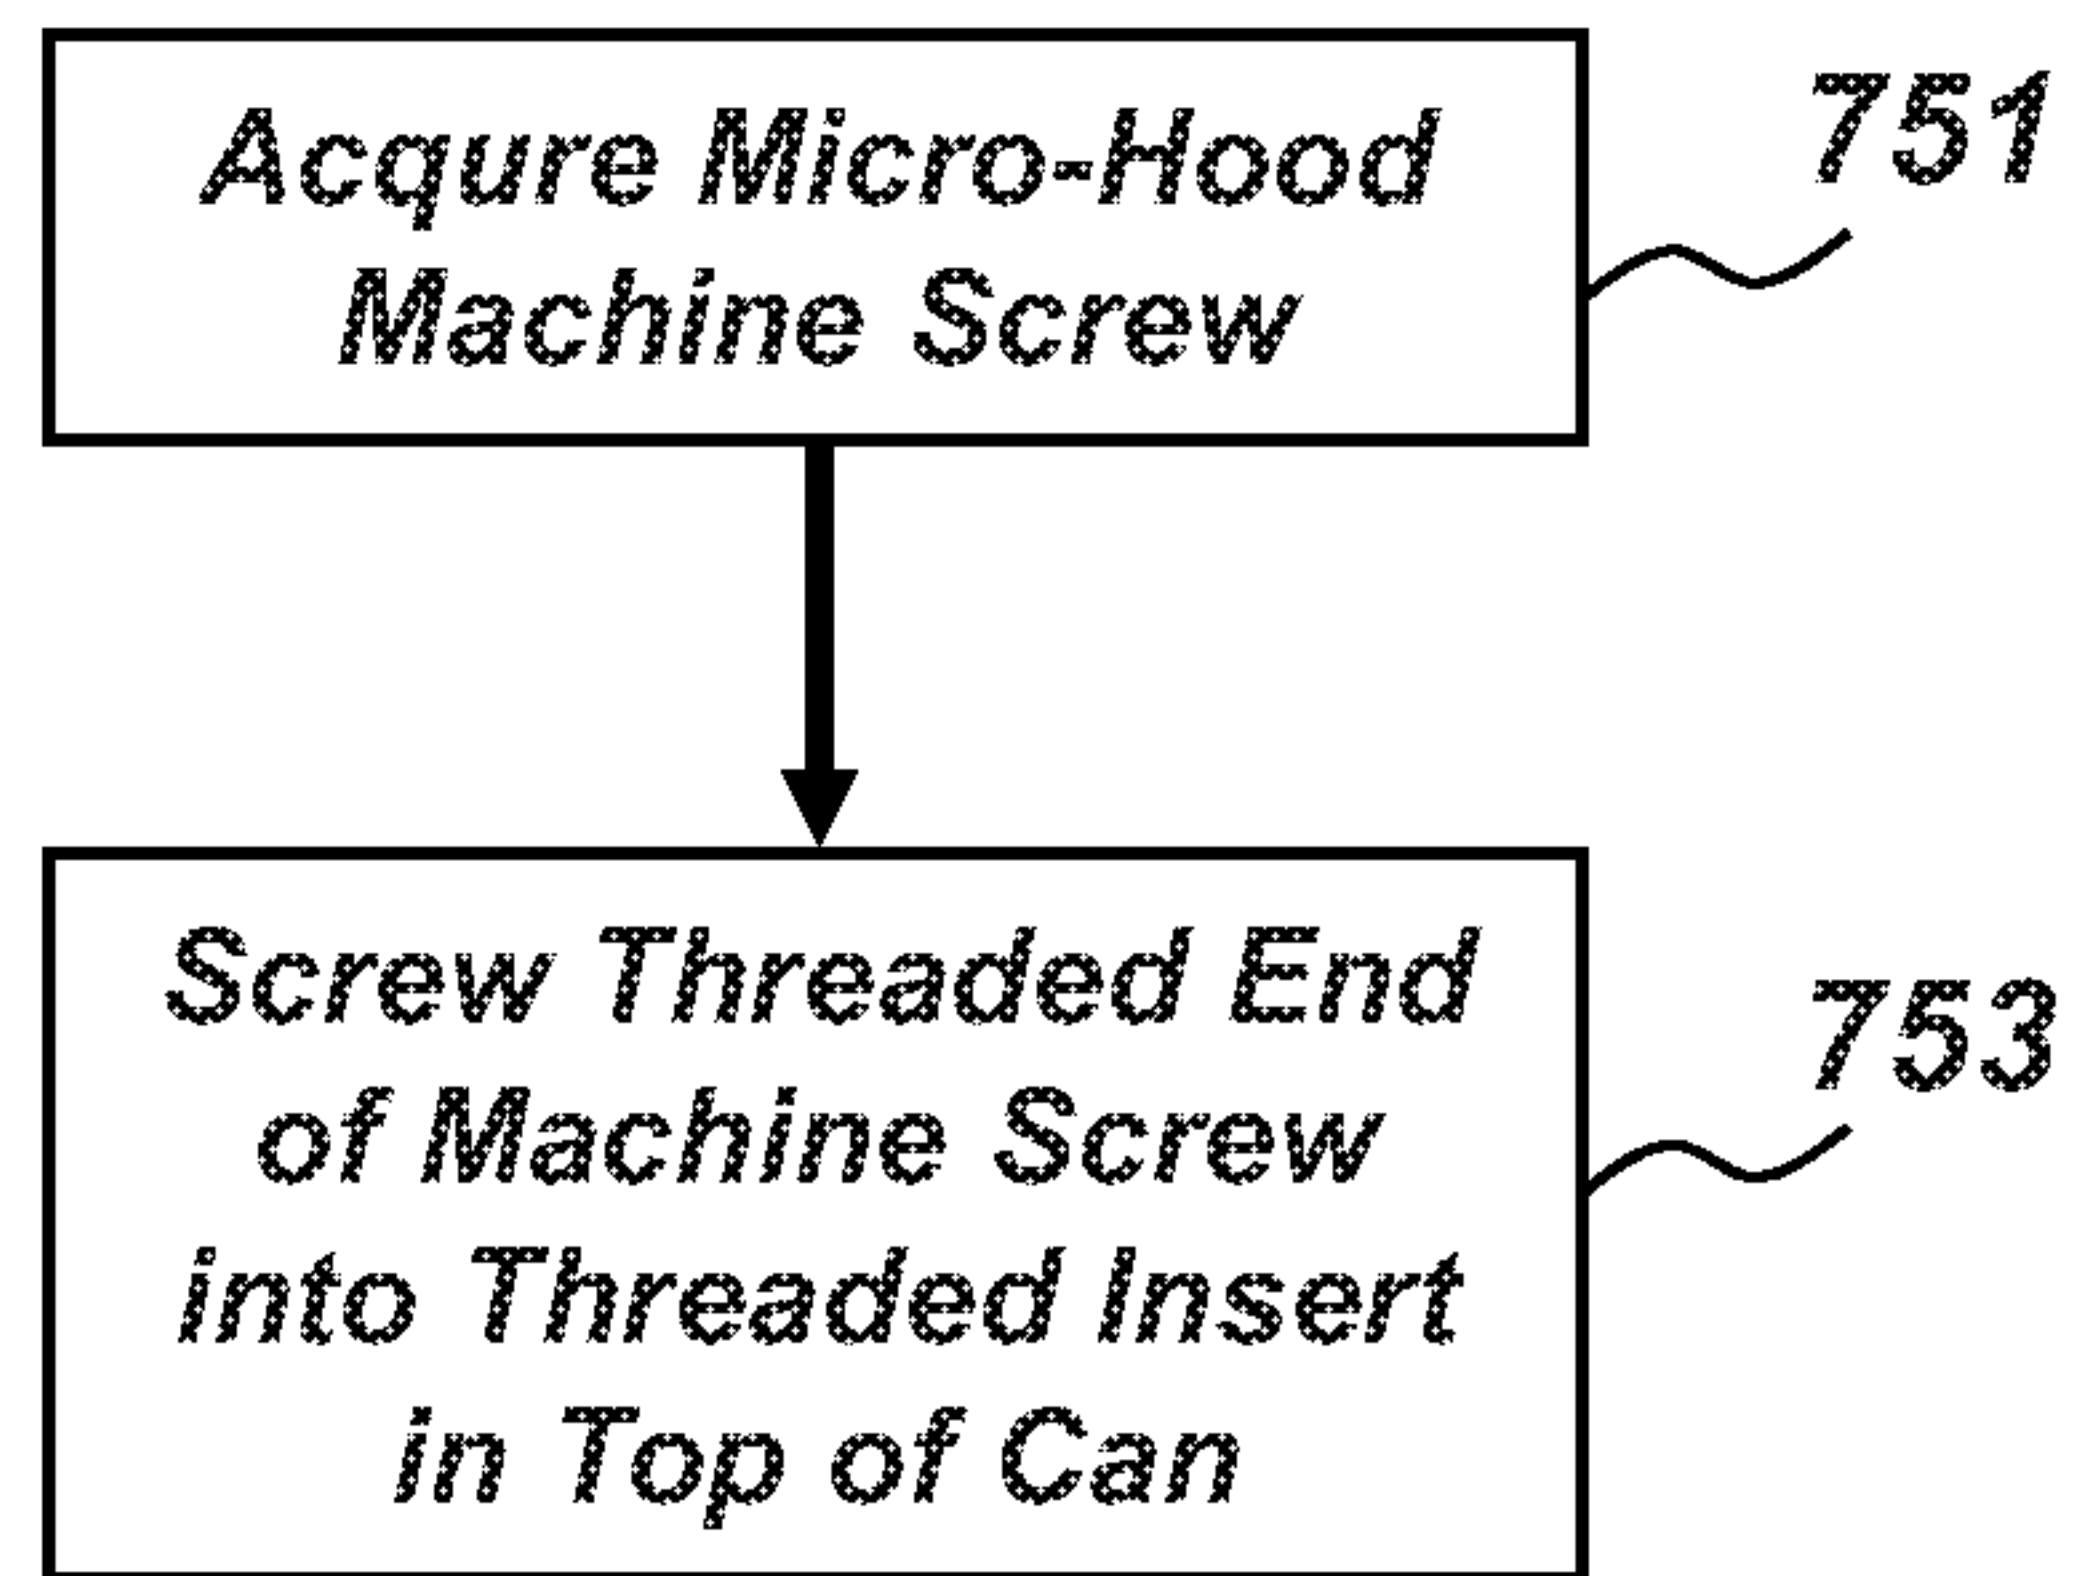 Acqure Micro-Hood
Machine Screw
751
Screw Threaded End
of Machine Screw
into Threaded Insert
in Top of Can
753